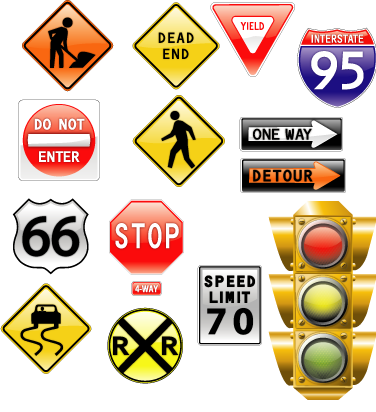 DEAD
END
YIELD
INTERSTATE
95
DO NOT
ENTER
ONE WAY
DETOUR
66
STOP
4-WAY
SPEED
LIMIT
70
R R